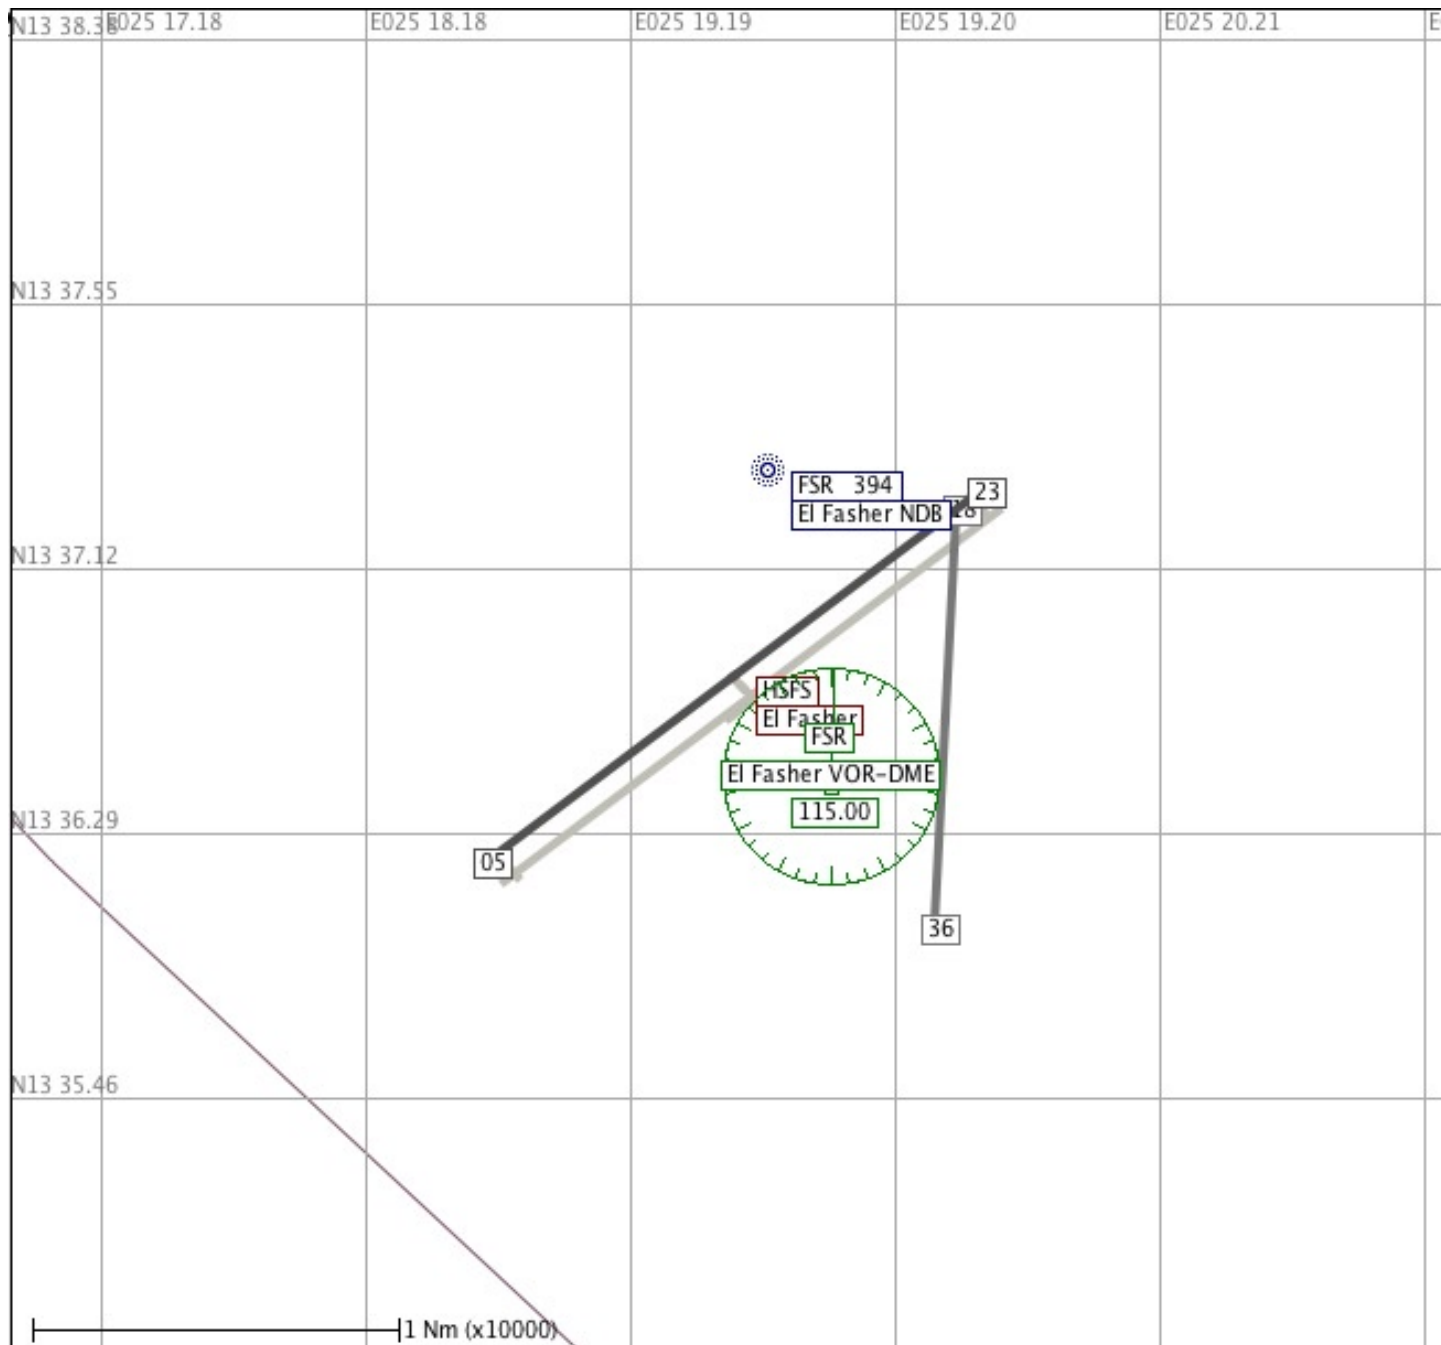 N13 38.38
E025 17.18
E025 18.18
E025 19.19
E025 19.20
E025 20.21
E
N13 37.55
FSR 394
El Fasher NDB
18
23
N13 37.12
HSFS
El Fasher
FSR
El Fasher VOR-DME
115.00
N13 36.29
05
36
N13 35.46
1 Nm (x10000)